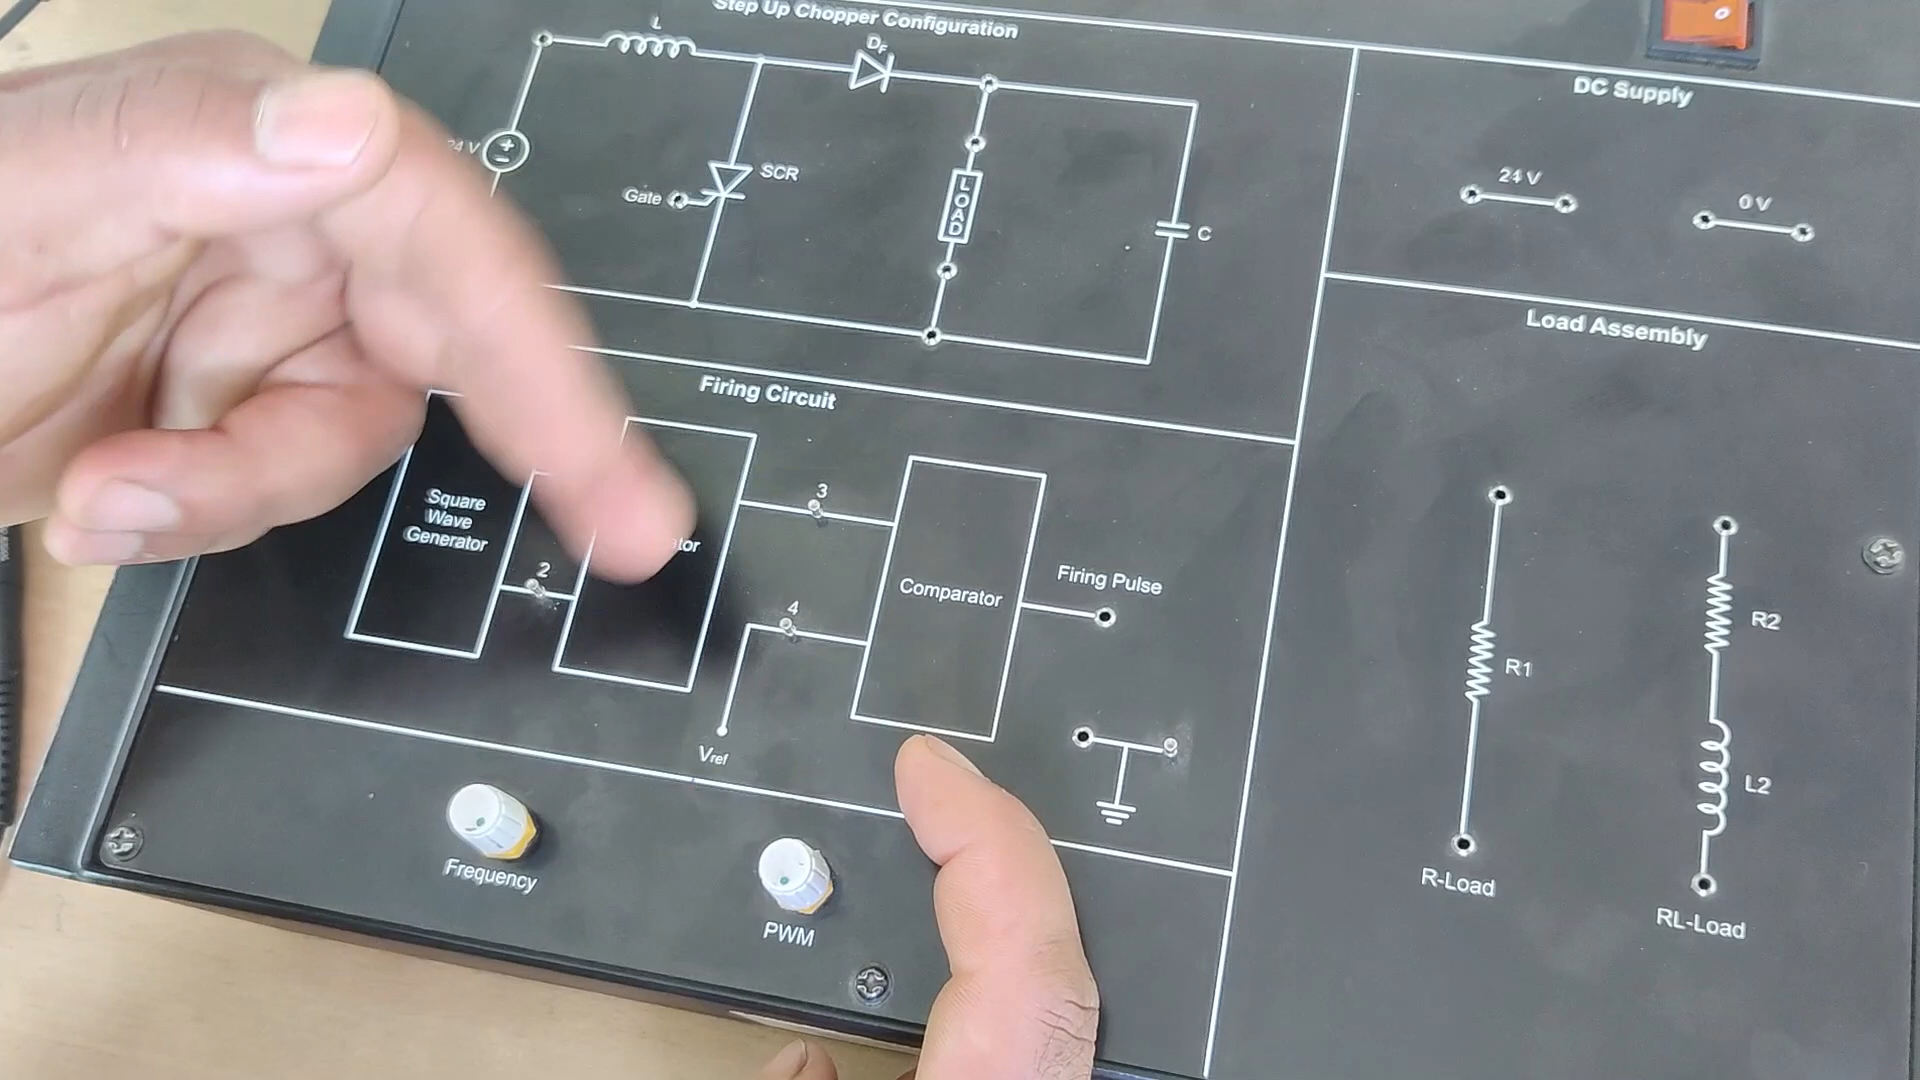 Step Up Chopper Configuration
L
DF
24 V
+
−
Gate
SCR
LOAD
C
DC Supply
24 V
0 V
Load Assembly
Firing Circuit
Square
Wave
Generator
2
3
4
Vref
Comparator
Firing Pulse
R1
R-Load
R2
L2
RL-Load
Frequency
PWM